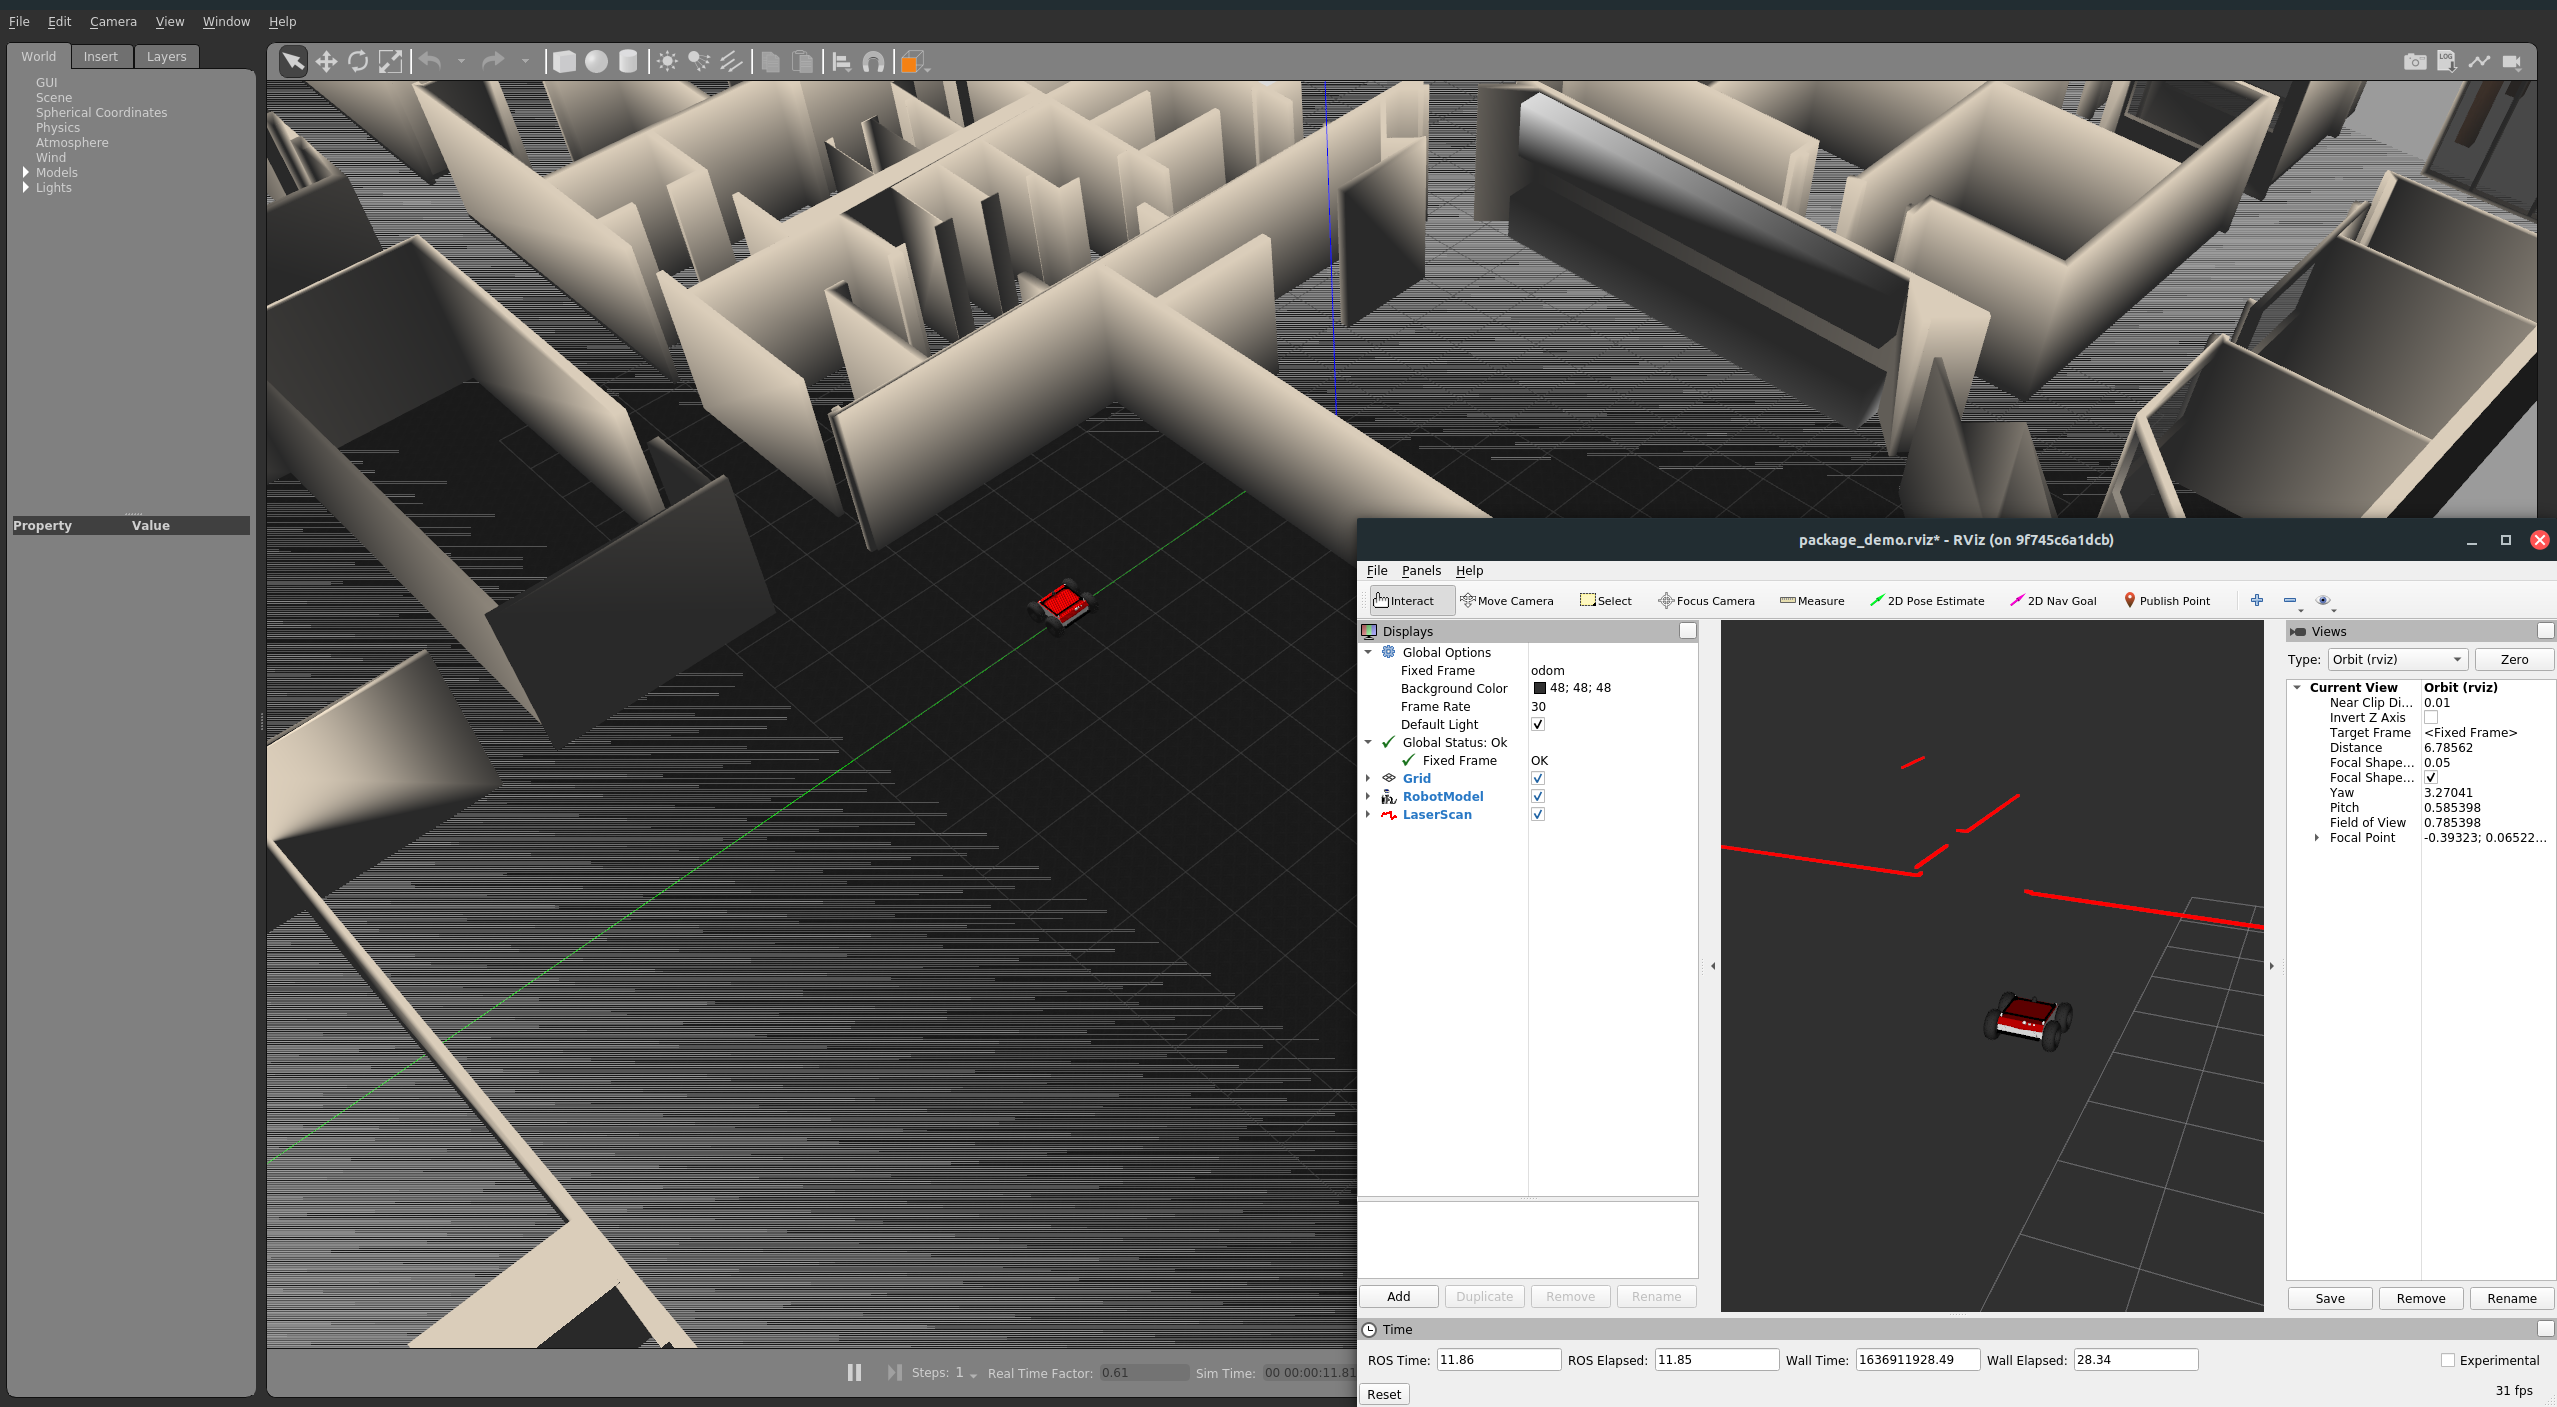 File Edit Camera View Window Help
World Insert Layers
GUI
Scene
Spherical Coordinates
Physics
Atmosphere
Wind
Models
Lights
Property Value
LOG
Steps: 1 Real Time Factor: 0.61 Sim Time: 00 00:00:11.81
package_demo.rviz* - RViz (on 9f745c6a1dcb)
File Panels Help
Interact Move Camera Select Focus Camera Measure 2D Pose Estimate 2D Nav Goal Publish Point
Displays
Global Options
Fixed Frame odom
Background Color 48; 48; 48
Frame Rate 30
Default Light
Global Status: Ok
Fixed Frame OK
Grid
RobotModel
LaserScan
Add Duplicate Remove Rename
Views
Type: Orbit (rviz) Zero
Current View Orbit (rviz)
Near Clip Di... 0.01
Invert Z Axis
Target Frame <Fixed Frame>
Distance 6.78562
Focal Shape... 0.05
Focal Shape...
Yaw 3.27041
Pitch 0.585398
Field of View 0.785398
Focal Point -0.39323; 0.06522...
Save Remove Rename
Time
ROS Time: 11.86 ROS Elapsed: 11.85 Wall Time: 1636911928.49 Wall Elapsed: 28.34 Experimental
Reset 31 fps